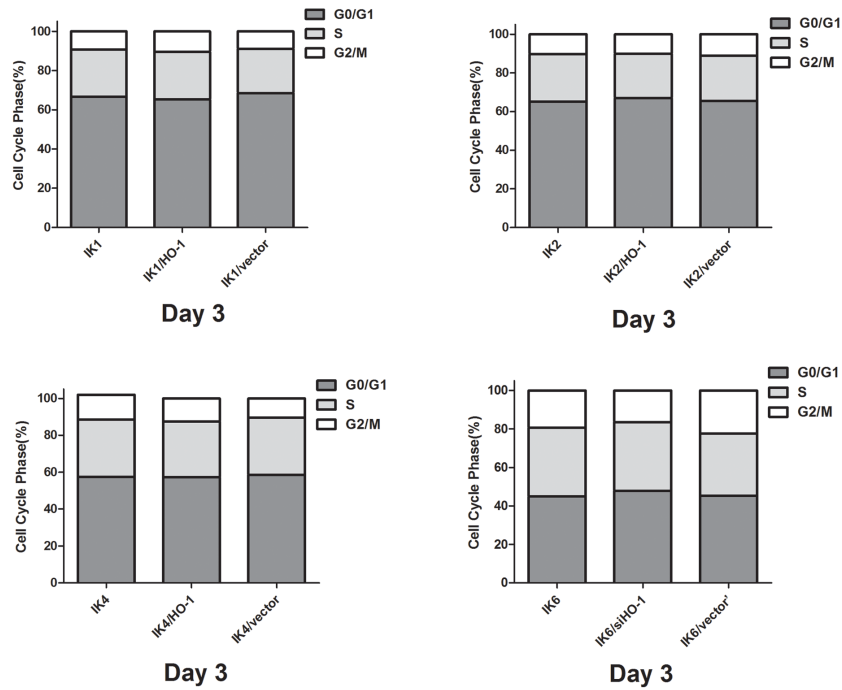 G0/G1
S
G2/M
Cell Cycle Phase(%)
100
80
60
40
20
0
IK1
IK1/HO-1
IK1/vector
Day 3
G0/G1
S
G2/M
Cell Cycle Phase(%)
100
80
60
40
20
0
IK2
IK2/HO-1
IK2/vector
Day 3
G0/G1
S
G2/M
Cell Cycle Phase(%)
100
80
60
40
20
0
IK4
IK4/HO-1
IK4/vector
Day 3
G0/G1
S
G2/M
Cell Cycle Phase(%)
100
80
60
40
20
0
IK6
IK6/siHO-1
IK6/vector'
Day 3